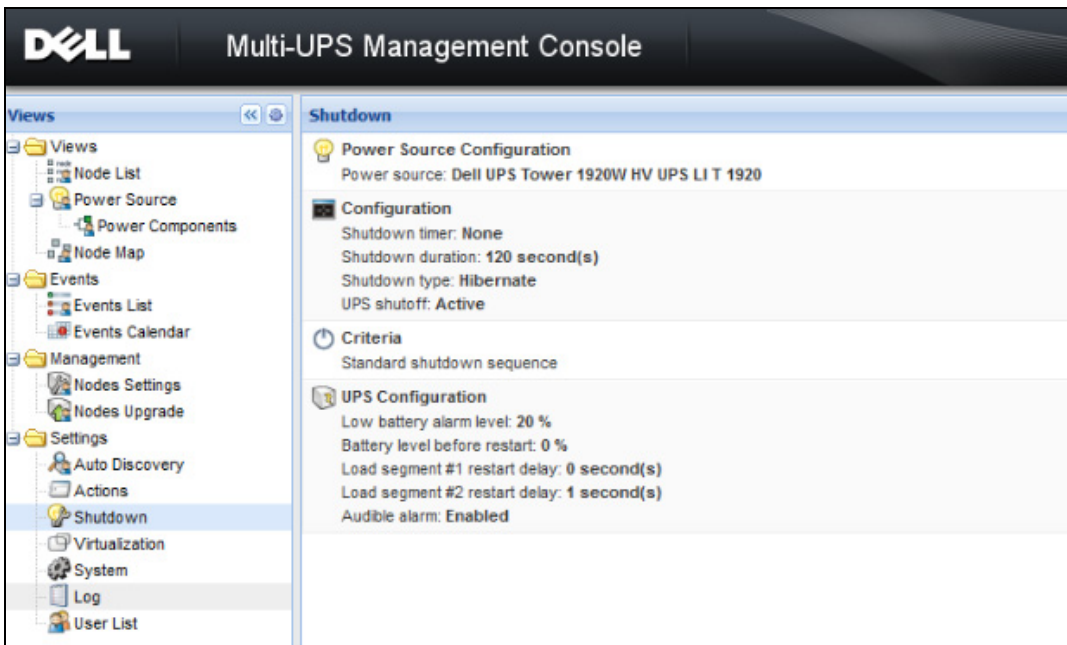 DELL
Multi-UPS Management Console
Views
Views
Node List
Power Source
Power Components
Node Map
Events
Events List
Events Calendar
Management
Nodes Settings
Nodes Upgrade
Settings
Auto Discovery
Actions
Shutdown
Virtualization
System
Log
User List
Shutdown
Power Source Configuration
Power source: Dell UPS Tower 1920W HV UPS LI T 1920
Configuration
Shutdown timer: None
Shutdown duration: 120 second(s)
Shutdown type: Hibernate
UPS shutoff: Active
Criteria
Standard shutdown sequence
UPS Configuration
Low battery alarm level: 20 %
Battery level before restart: 0 %
Load segment #1 restart delay: 0 second(s)
Load segment #2 restart delay: 1 second(s)
Audible alarm: Enabled